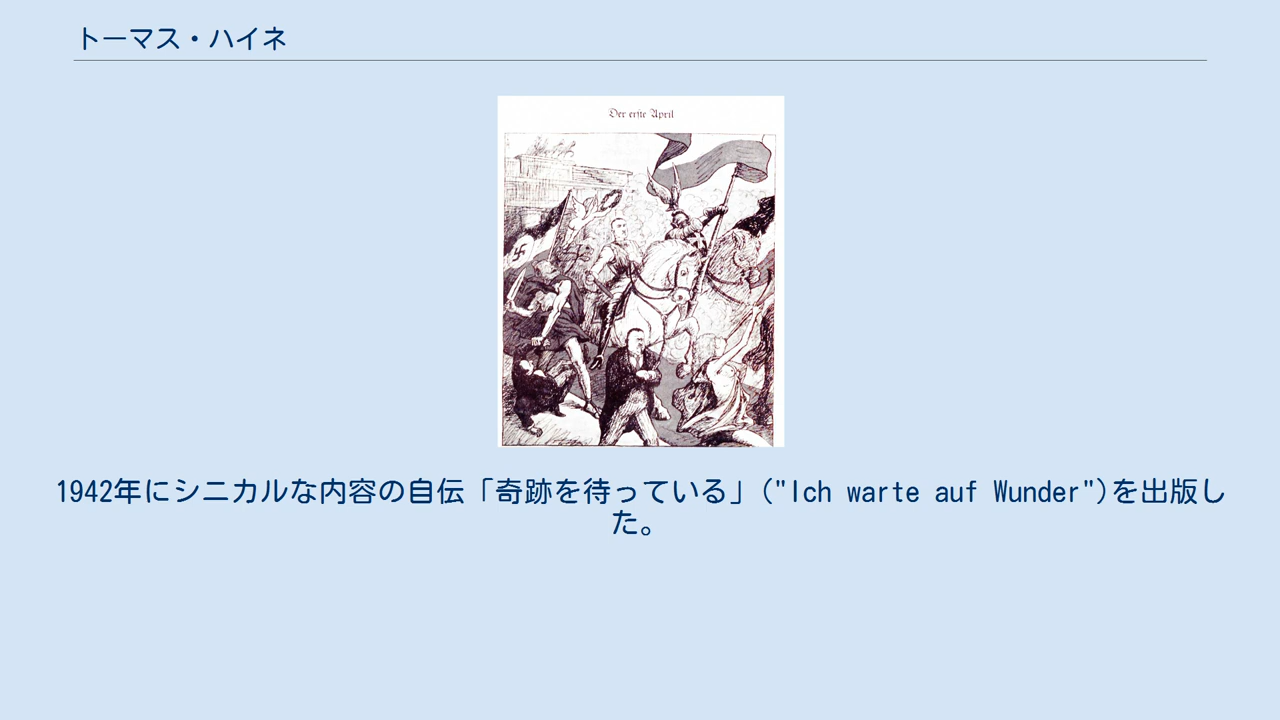 トーマス・ハイネ
Der erste April
1942年にシニカルな内容の自伝「奇跡を待っている」("Ich warte auf Wunder")を出版し
た。